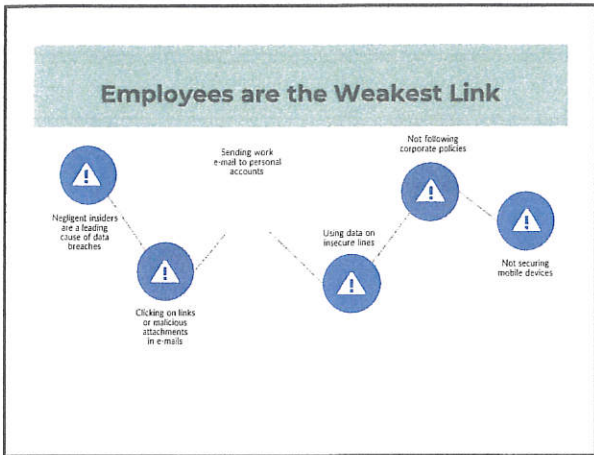 Employees are the Weakest Link
Negligent insiders
are a leading
cause of data
breaches
Clicking on links
or malicious
attachments
in e-mails
Sending work
e-mail to personal
accounts
Using data on
insecure lines
Not following
corporate policies
Not securing
mobile devices